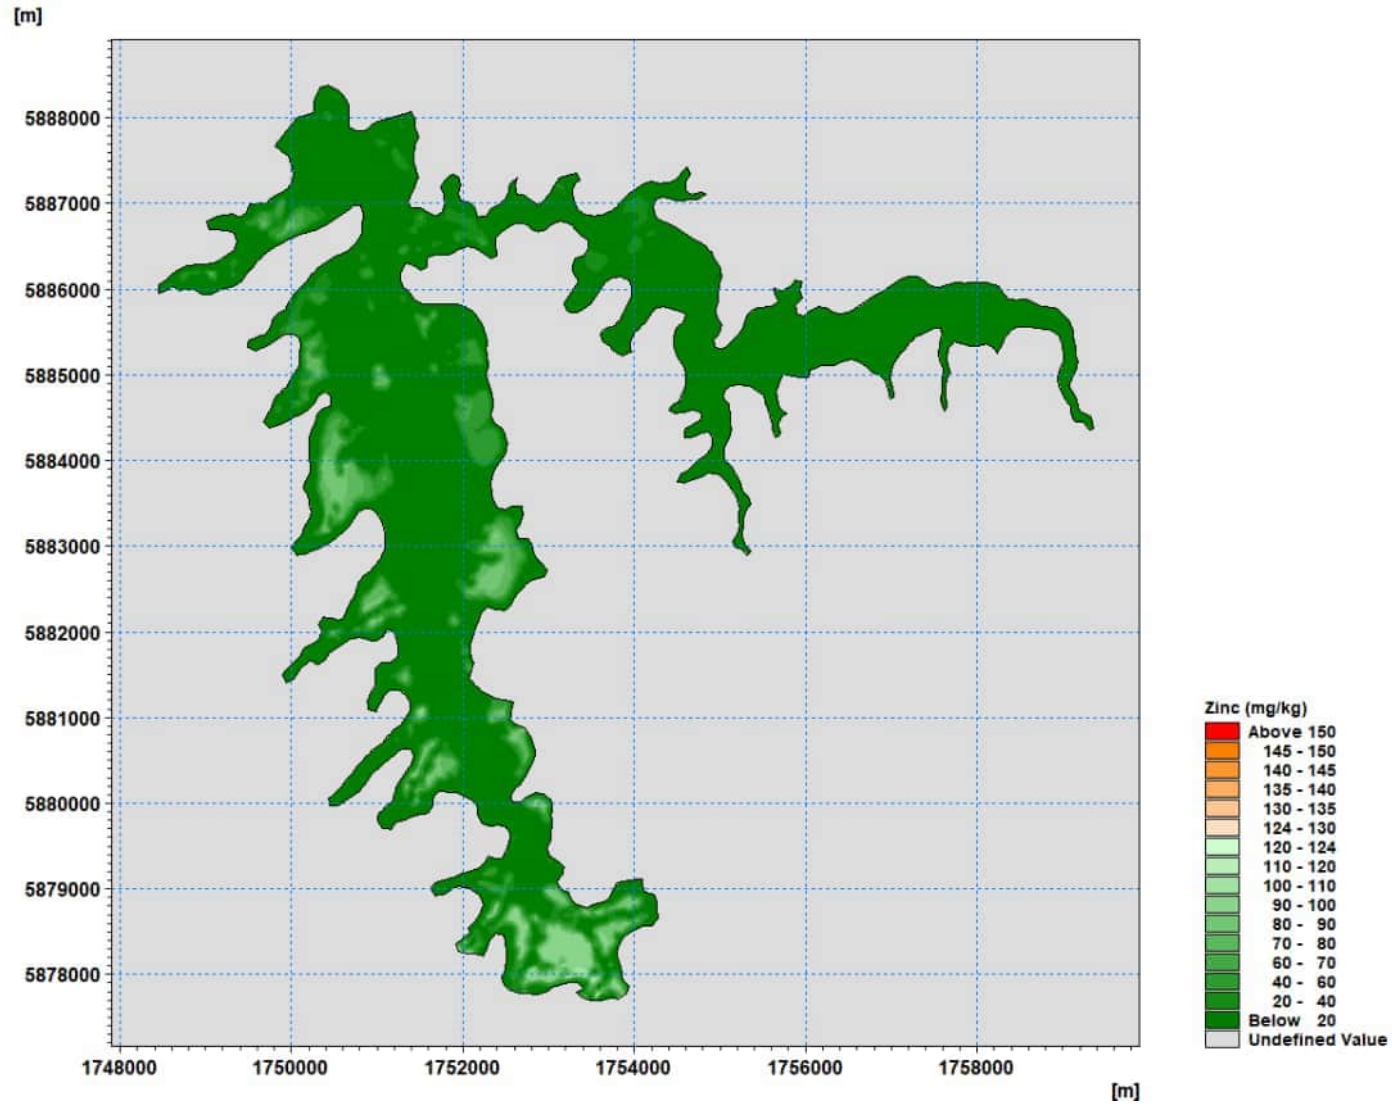 [m]
5888000
5887000
5886000
5885000
5884000
5883000
5882000
5881000
5880000
5879000
5878000
1748000 1750000 1752000 1754000 1756000 1758000
[m]
Zinc (mg/kg)
Above 150
145 - 150
140 - 145
135 - 140
130 - 135
124 - 130
120 - 124
110 - 120
100 - 110
90 - 100
80 - 90
70 - 80
60 - 70
40 - 60
20 - 40
Below 20
Undefined Value